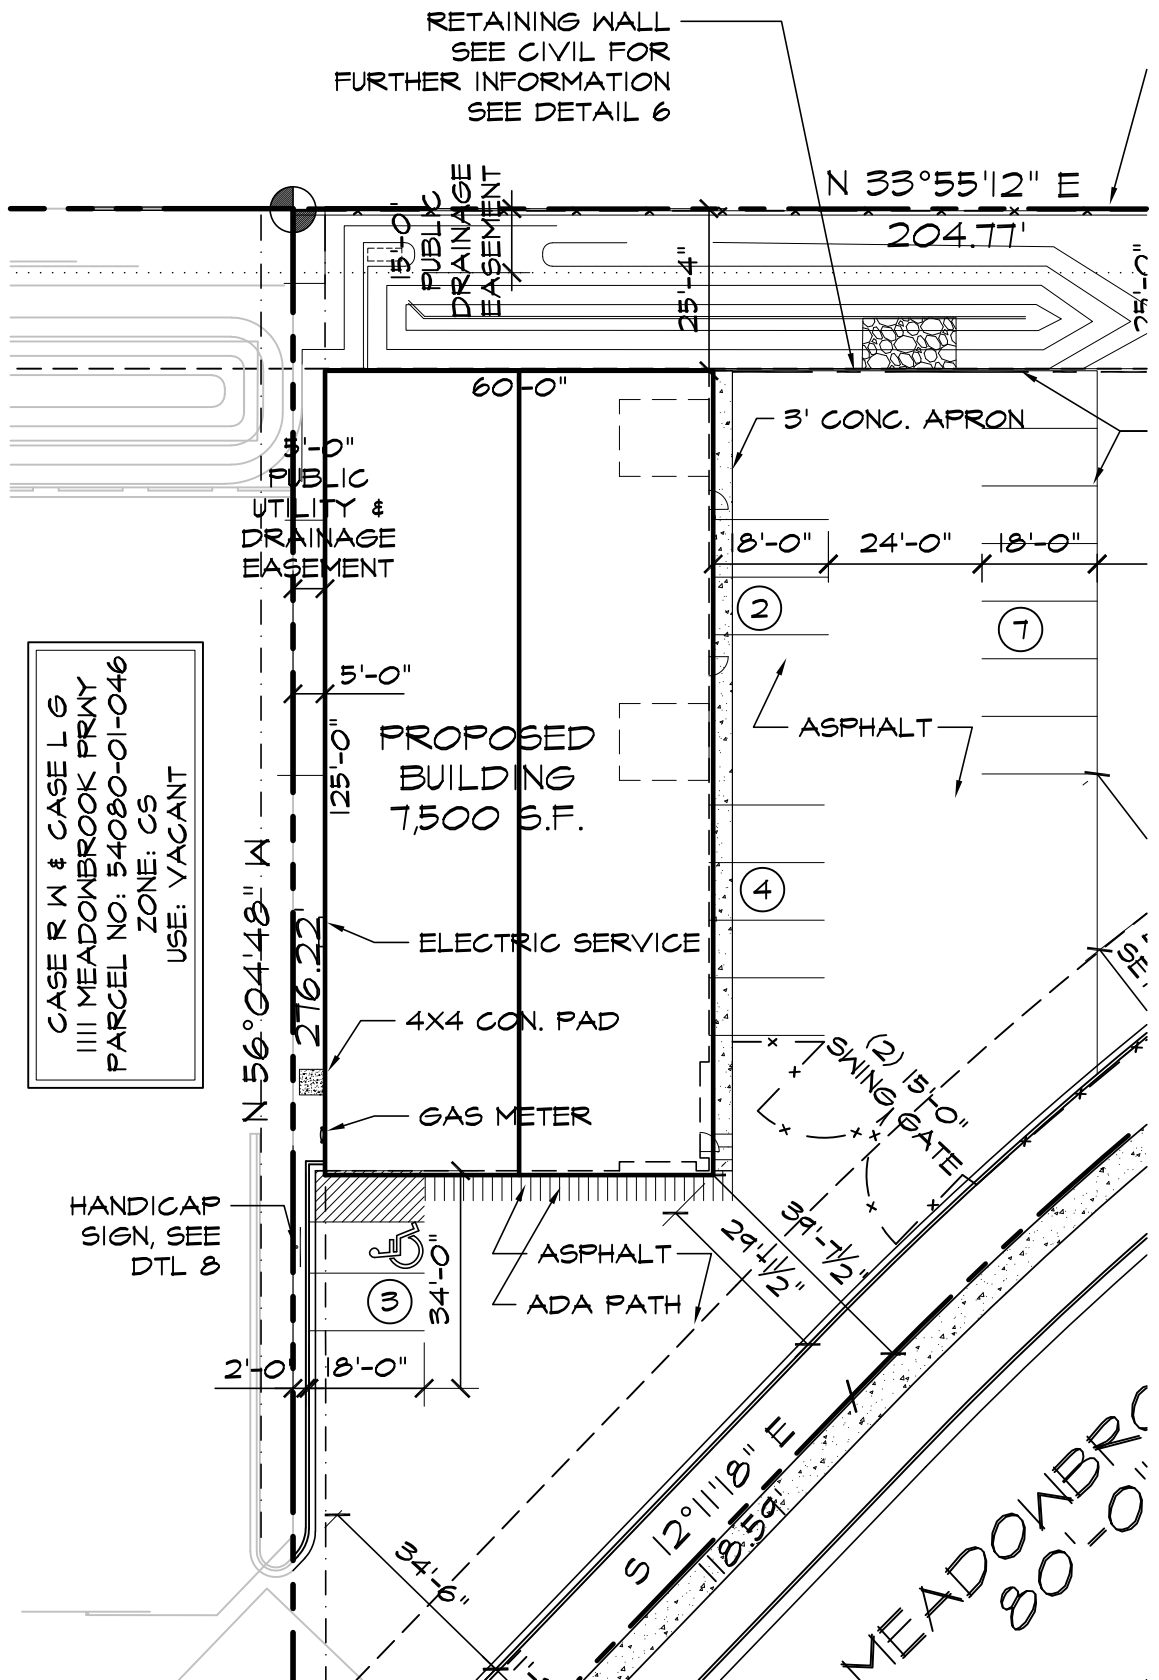 RETAINING WALL
SEE CIVIL FOR
FURTHER INFORMATION
SEE DETAIL 6
N 33°55'12" E
204.77'
15'-0"
PUBLIC
DRAINAGE
EASEMENT
25'-4"
25'-0"
60'-0"
3' CONC. APRON
5'-0"
PUBLIC
UTILITY &
DRAINAGE
EASEMENT
18'-0"
24'-0"
18'-0"
2
7
5'-0"
125'-0"
PROPOSED
BUILDING
7,500 S.F.
ASPHALT
CASE R W & CASE L G
1111 MEADOWBROOK PRWY
PARCEL NO.: 54080-01-046
ZONE: CS
USE: VACANT
N 56°04'48" W
276.22'
4
ELECTRIC SERVICE
4X4 CON. PAD
GAS METER
(2) 15'-0"
SWING GATE
HANDICAP
SIGN, SEE
DTL 8
3
34'-0"
ASPHALT
ADA PATH
29'-
39'-7 1/2"
2'-0"
18'-0"
34'-6"
S 12°11'18" E
118.59'
MEADOWBRO
80'-0